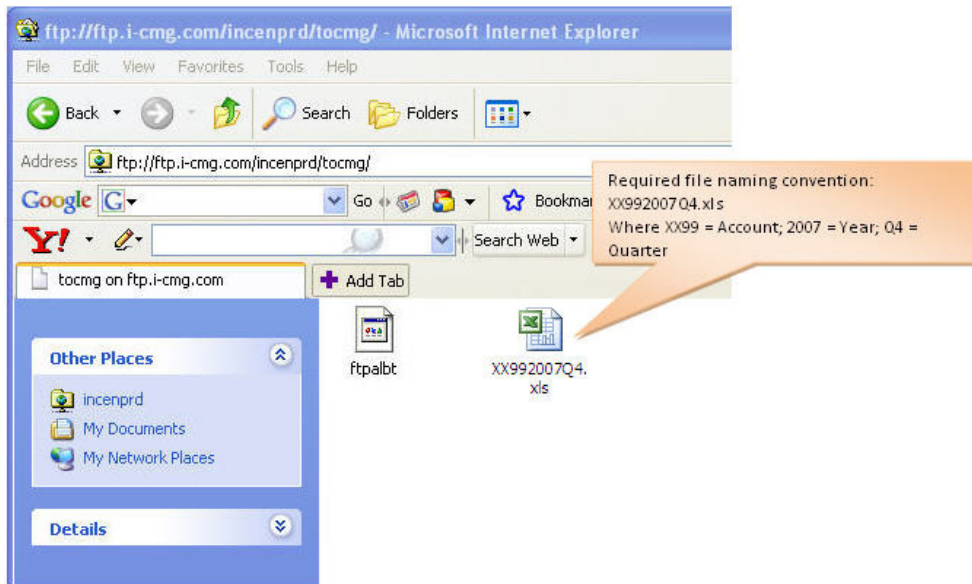 ftp://ftp.i-cmg.com/incenprd/tocmg/ - Microsoft Internet Explorer
File Edit View Favorites Tools Help
Back Search Folders
Address ftp://ftp.i-cmg.com/incenprd/tocmg/
Google G Go Bookma
Y! Search Web
tocmg on ftp.i-cmg.com Add Tab
Required file naming convention:
XX992007Q4.xls
Where XX99 = Account; 2007 = Year; Q4 =
Quarter
Other Places
incenprd
My Documents
My Network Places
Details
ftpalbt
XX992007Q4.
xls